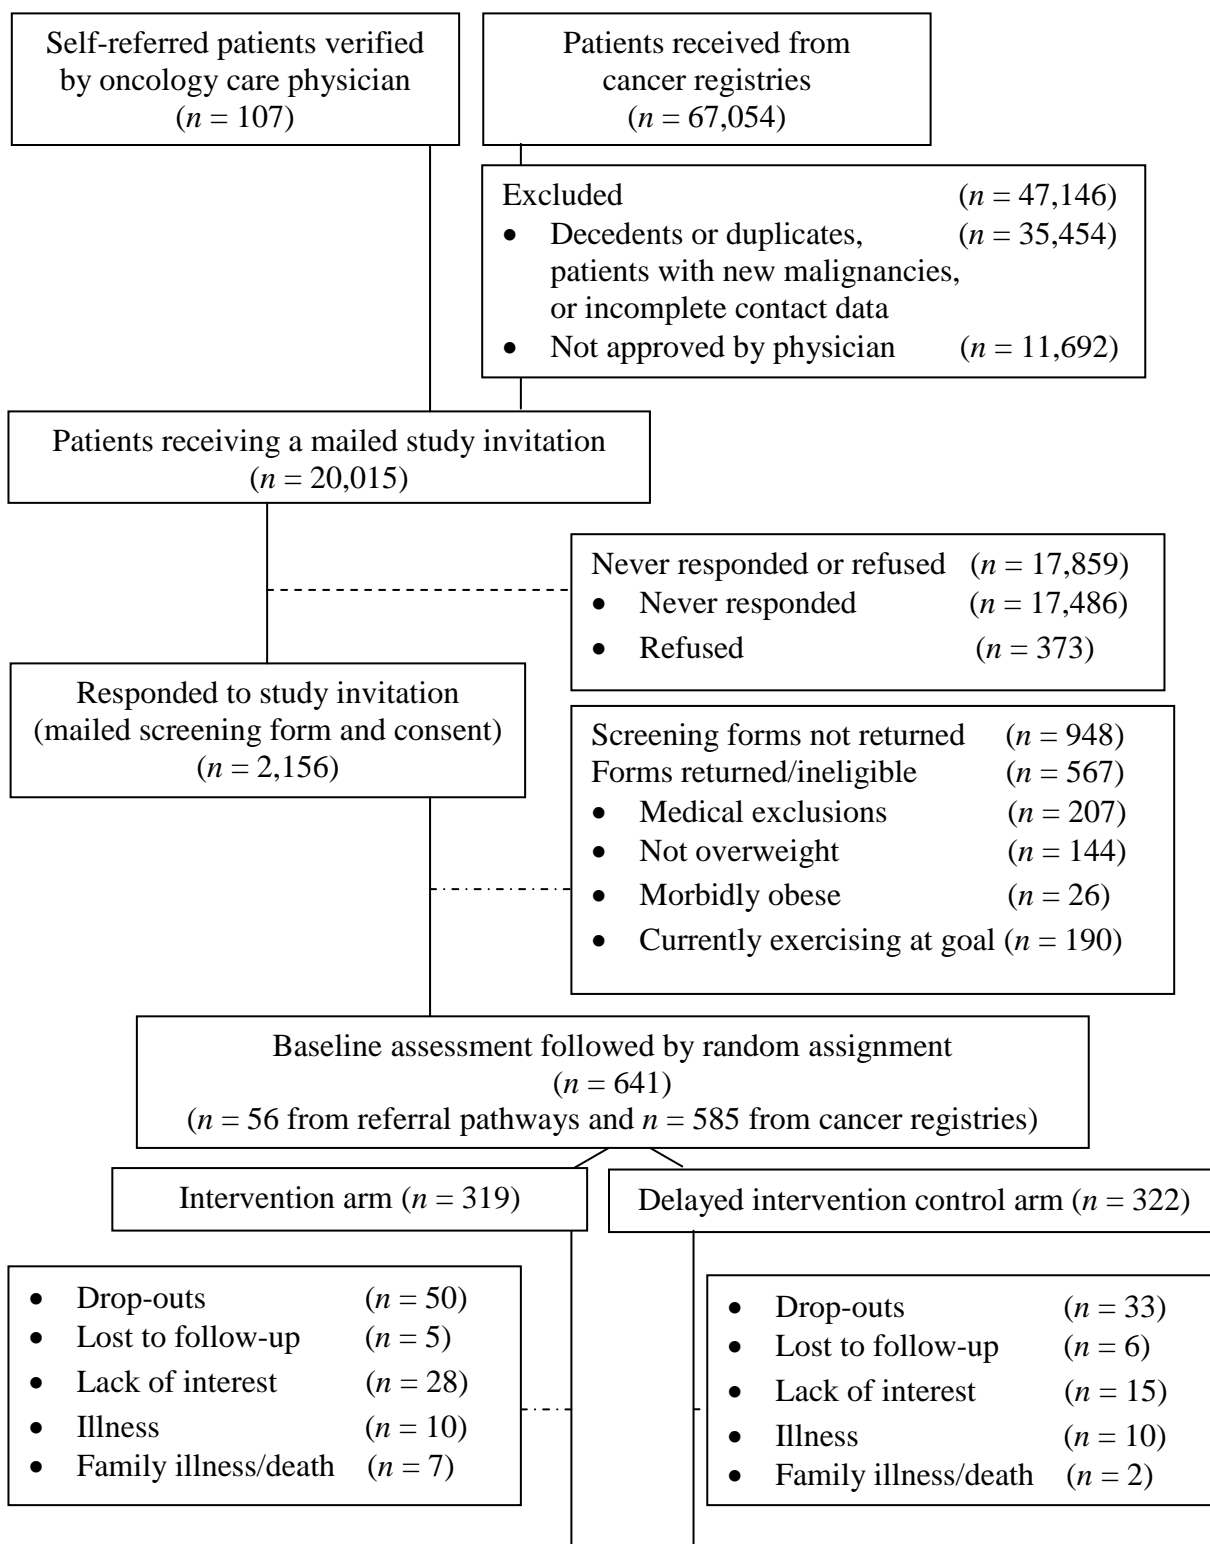 Self-referred patients verified
by oncology care physician
(n = 107)
Patients received from
cancer registries
(n = 67,054)
Excluded (n = 47,146)
• Decedents or duplicates, (n = 35,454)
patients with new malignancies,
or incomplete contact data
• Not approved by physician (n = 11,692)
Patients receiving a mailed study invitation
(n = 20,015)
Never responded or refused (n = 17,859)
• Never responded (n = 17,486)
• Refused (n = 373)
Responded to study invitation
(mailed screening form and consent)
(n = 2,156)
Screening forms not returned (n = 948)
Forms returned/ineligible (n = 567)
• Medical exclusions (n = 207)
• Not overweight (n = 144)
• Morbidly obese (n = 26)
• Currently exercising at goal (n = 190)
Baseline assessment followed by random assignment
(n = 641)
(n = 56 from referral pathways and n = 585 from cancer registries)
Intervention arm (n = 319)
Delayed intervention control arm (n = 322)
• Drop-outs (n = 50)
• Lost to follow-up (n = 5)
• Lack of interest (n = 28)
• Illness (n = 10)
• Family illness/death (n = 7)
• Drop-outs (n = 33)
• Lost to follow-up (n = 6)
• Lack of interest (n = 15)
• Illness (n = 10)
• Family illness/death (n = 2)